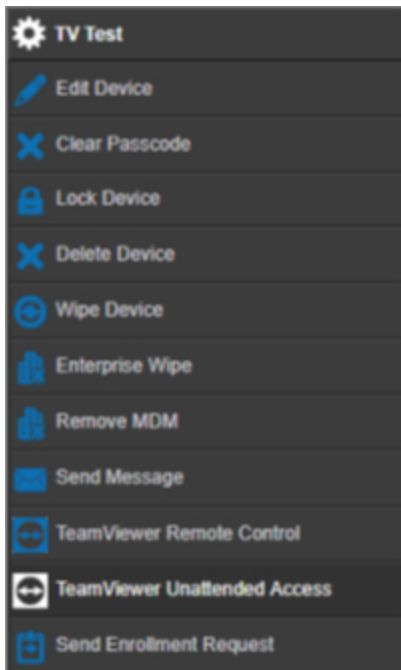 TV Test
Edit Device
Clear Passcode
Lock Device
Delete Device
Wipe Device
Enterprise Wipe
Remove MDM
Send Message
TeamViewer Remote Control
TeamViewer Unattended Access
Send Enrollment Request